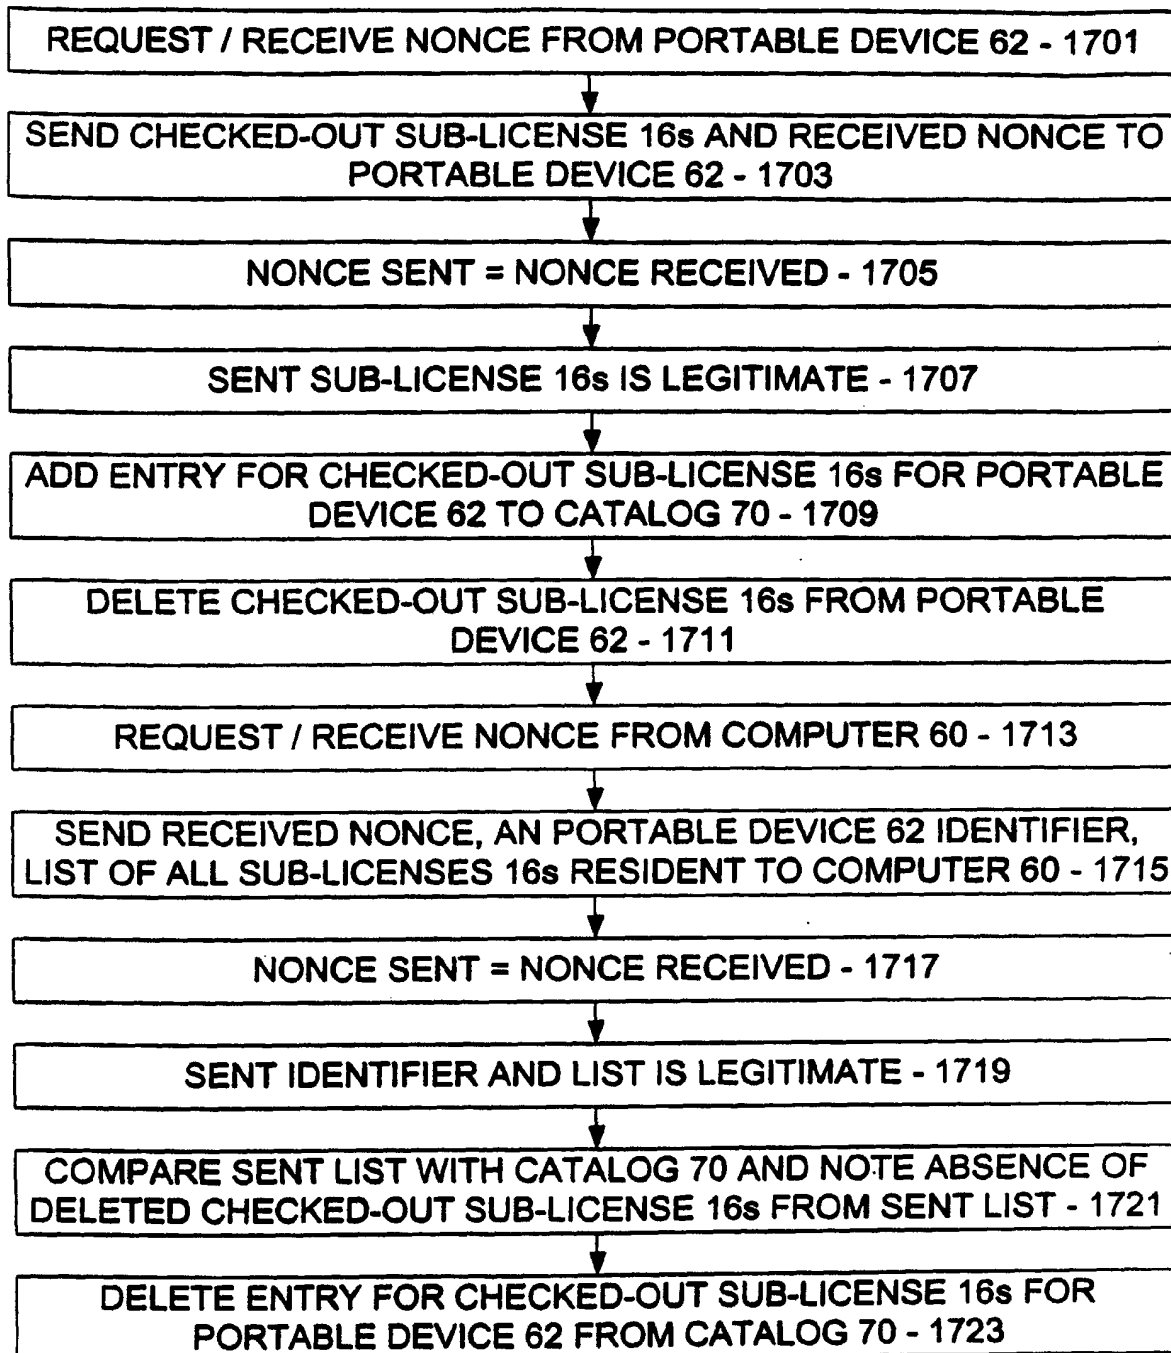 REQUEST / RECEIVE NONCE FROM PORTABLE DEVICE 62 - 1701
SEND CHECKED-OUT SUB-LICENSE 16s AND RECEIVED NONCE TO
PORTABLE DEVICE 62 - 1703
NONCE SENT = NONCE RECEIVED - 1705
SENT SUB-LICENSE 16s IS LEGITIMATE - 1707
ADD ENTRY FOR CHECKED-OUT SUB-LICENSE 16s FOR PORTABLE
DEVICE 62 TO CATALOG 70 - 1709
DELETE CHECKED-OUT SUB-LICENSE 16s FROM PORTABLE
DEVICE 62 - 1711
REQUEST / RECEIVE NONCE FROM COMPUTER 60 - 1713
SEND RECEIVED NONCE, AN PORTABLE DEVICE 62 IDENTIFIER,
LIST OF ALL SUB-LICENSES 16s RESIDENT TO COMPUTER 60 - 1715
NONCE SENT = NONCE RECEIVED - 1717
SENT IDENTIFIER AND LIST IS LEGITIMATE - 1719
COMPARE SENT LIST WITH CATALOG 70 AND NOTE ABSENCE OF
DELETED CHECKED-OUT SUB-LICENSE 16s FROM SENT LIST - 1721
DELETE ENTRY FOR CHECKED-OUT SUB-LICENSE 16s FOR
PORTABLE DEVICE 62 FROM CATALOG 70 - 1723